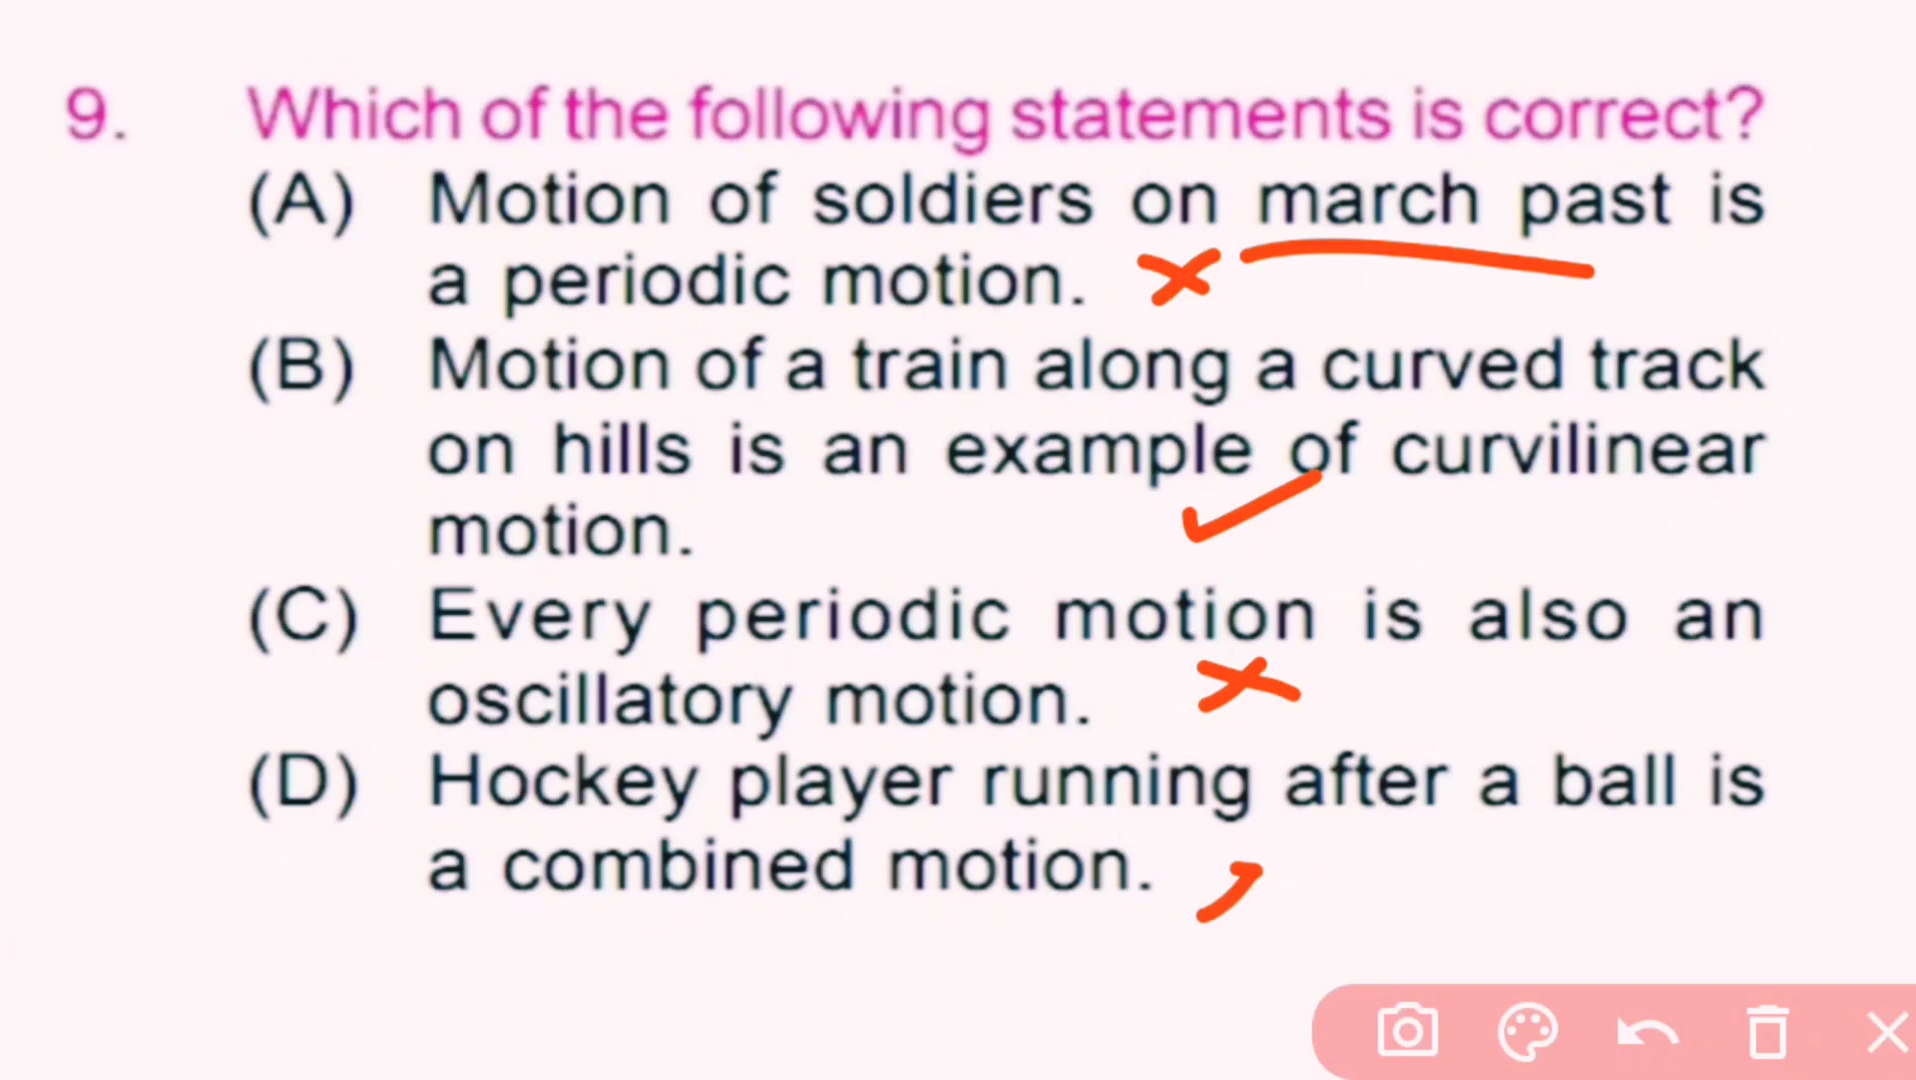 9. Which of the following statements is correct?
(A) Motion of soldiers on march past is
a periodic motion.
(B) Motion of a train along a curved track
on hills is an example of curvilinear
motion.
(C) Every periodic motion is also an
oscillatory motion.
(D) Hockey player running after a ball is
a combined motion.